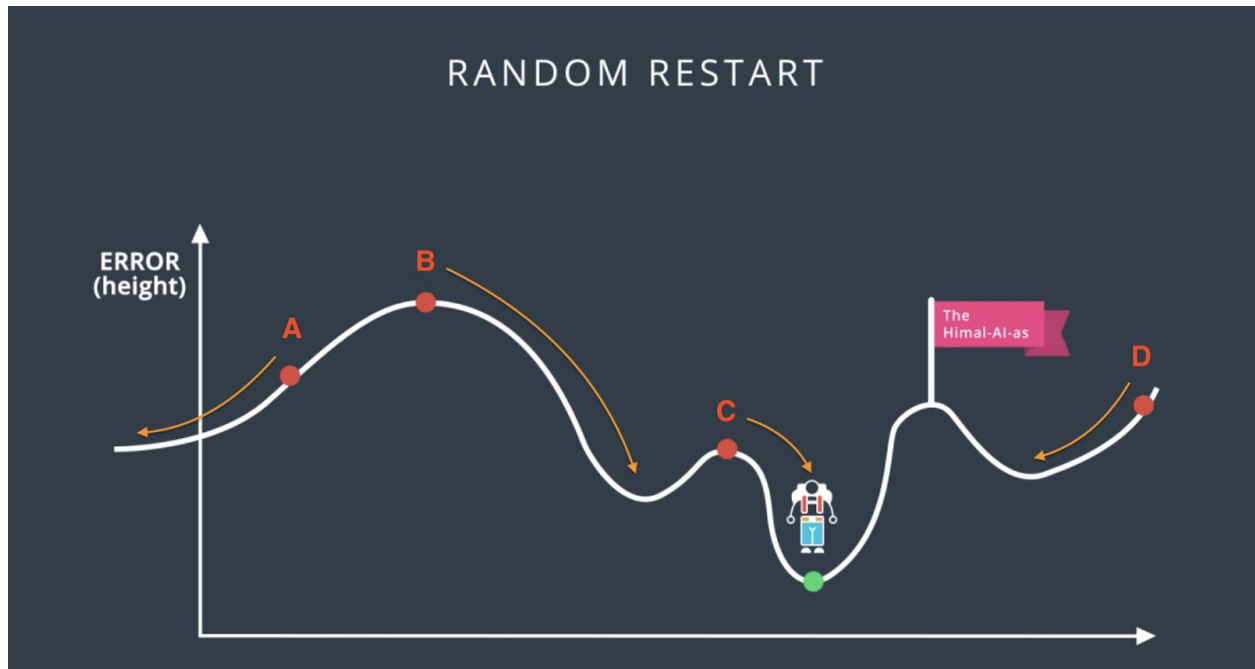 RANDOM RESTART
ERROR
(height)
B
A
The
Himal-AI-as
D
C